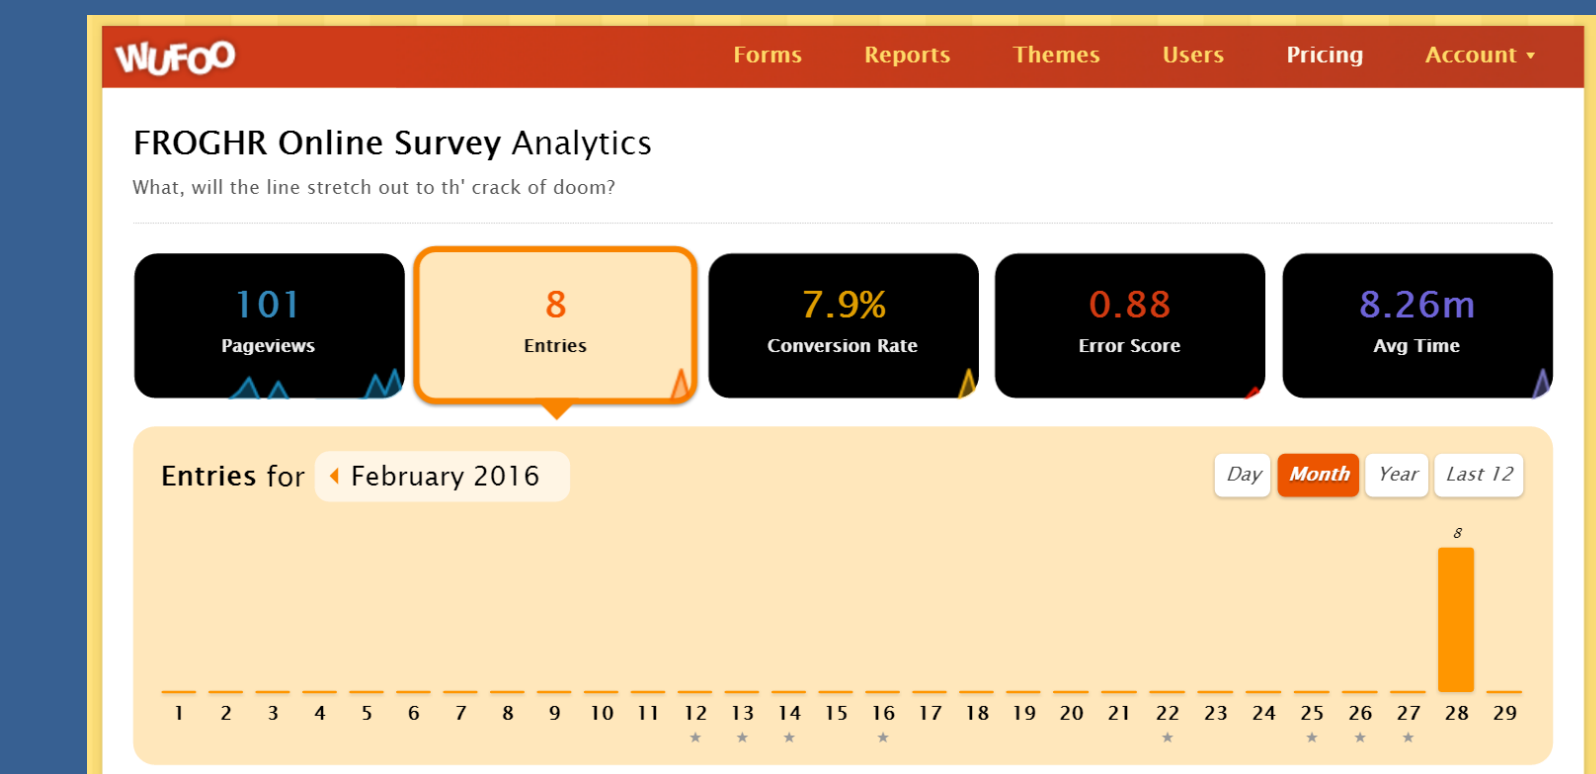 WUFOO
Forms Reports Themes Users Pricing Account
FROGHR Online Survey Analytics
What, will the line stretch out to th' crack of doom?
101 8 7.9% 0.88 8.26m
Pageviews Entries Conversion Rate Error Score Avg Time
Entries for February 2016 Day Month Year Last 12
8
1 2 3 4 5 6 7 8 9 10 11 12 13 14 15 16 17 18 19 20 21 22 23 24 25 26 27 28 29